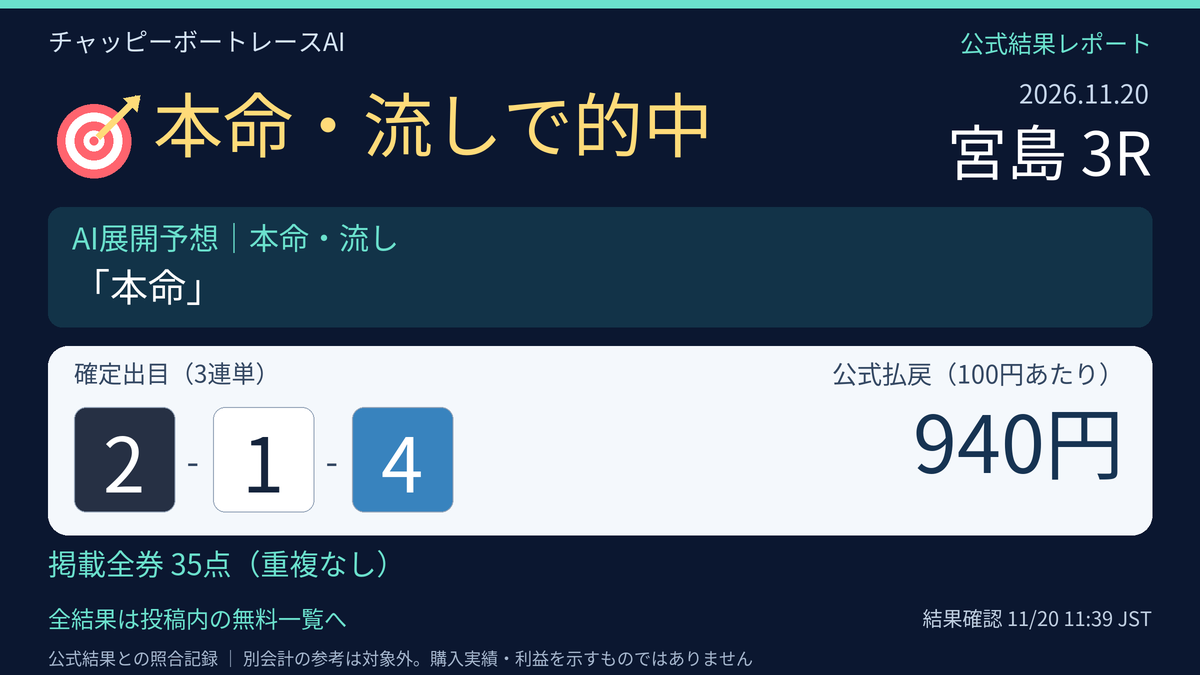 チャッピーボートレースAI
公式結果レポート
2026.11.20
本命・流しで的中
宮島 3R
AI展開予想｜本命・流し
「本命」
確定出目（3連単）
公式払戻（100円あたり）
2 - 1 - 4
940円
掲載全券 35点（重複なし）
全結果は投稿内の無料一覧へ
結果確認 11/20 11:39 JST
公式結果との照合記録 ｜ 別会計の参考は対象外。購入実績・利益を示すものではありません